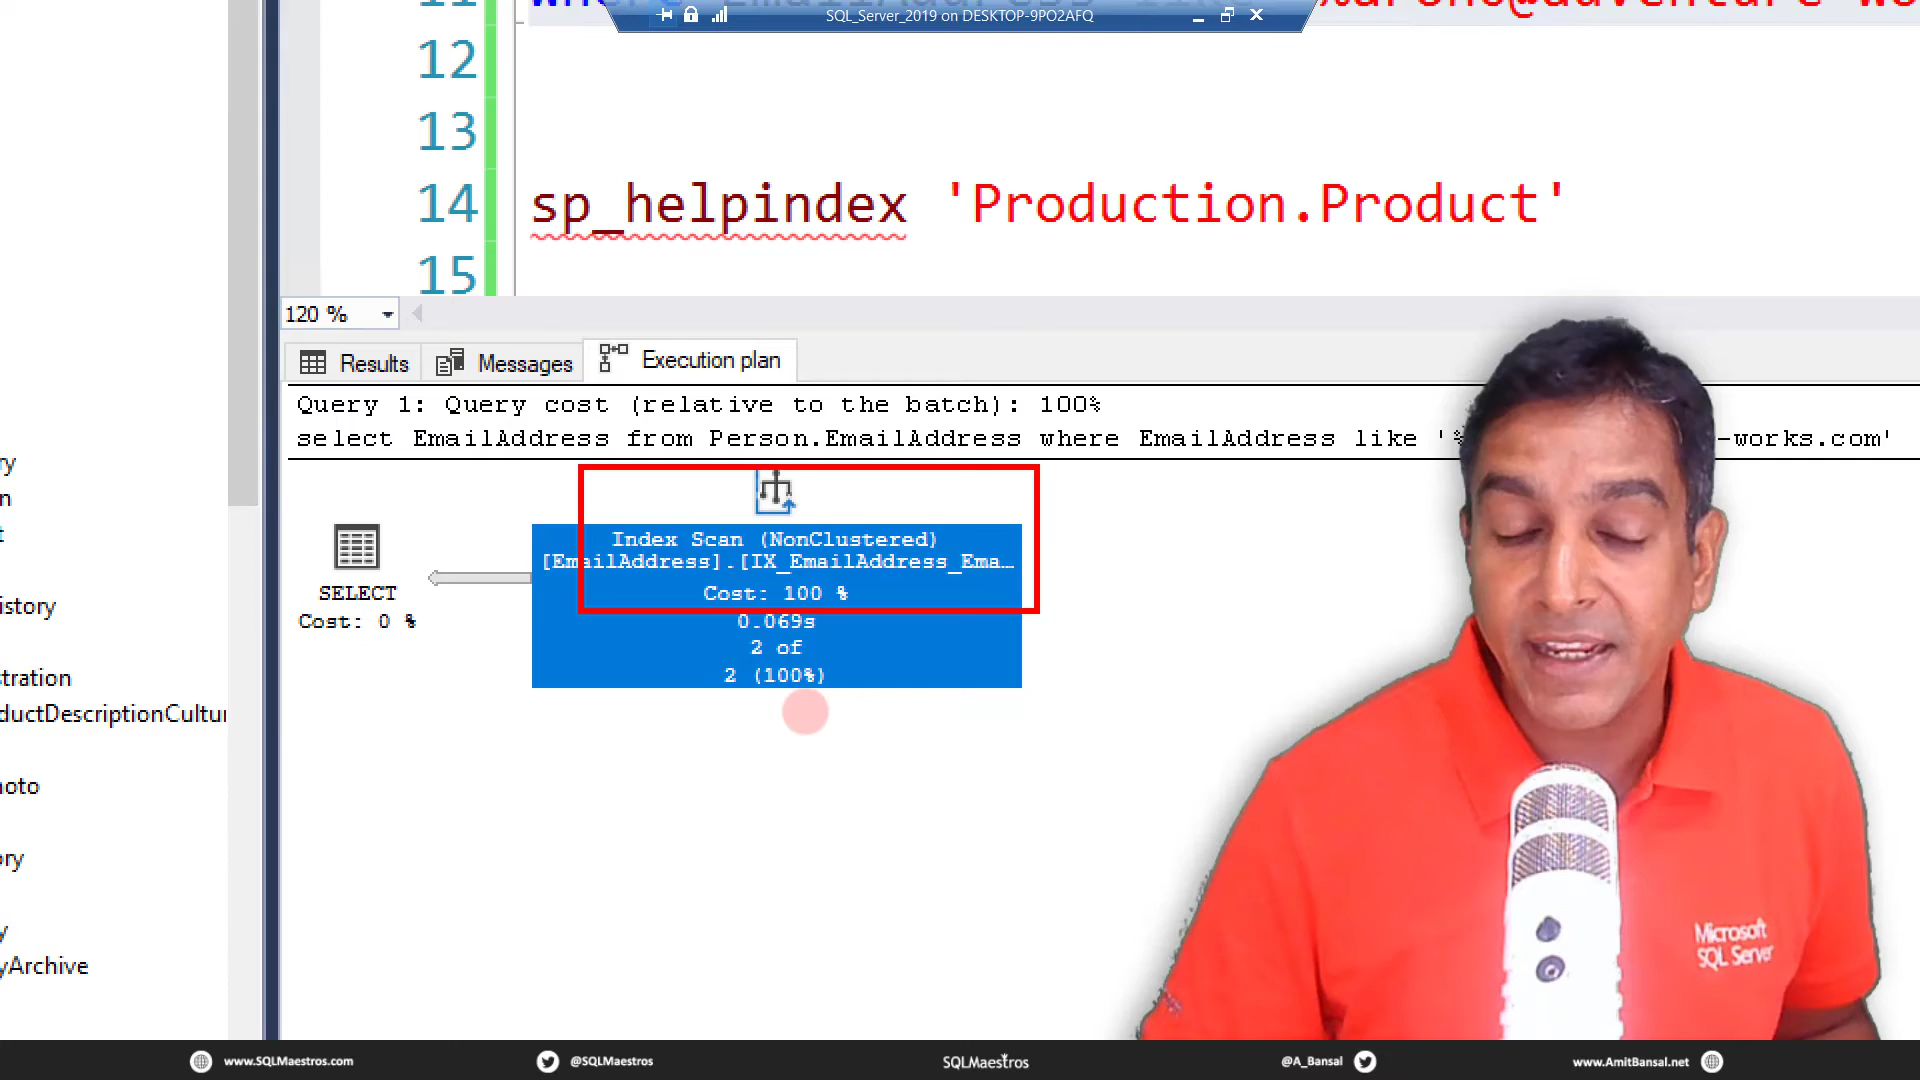 SQL_Server_2019 on DESKTOP-9PO2AFQ
12
13
14 sp_helpindex 'Production.Product'
15
120 %
Results Messages Execution plan
Query 1: Query cost (relative to the batch): 100%
select EmailAddress from Person.EmailAddress where EmailAddress like '% -works.com'
Index Scan (NonClustered)
[EmailAddress].[IX_EmailAddress_Ema…
Cost: 100 %
0.069s
2 of
2 (100%)
SELECT
Cost: 0 %
ry
n
t
istory
tration
ductDescriptionCultur
oto
ory
y
yArchive
Microsoft
SQL Server
www.SQLMaestros.com @SQLMaestros SQLMaestros @A_Bansal www.AmitBansal.net